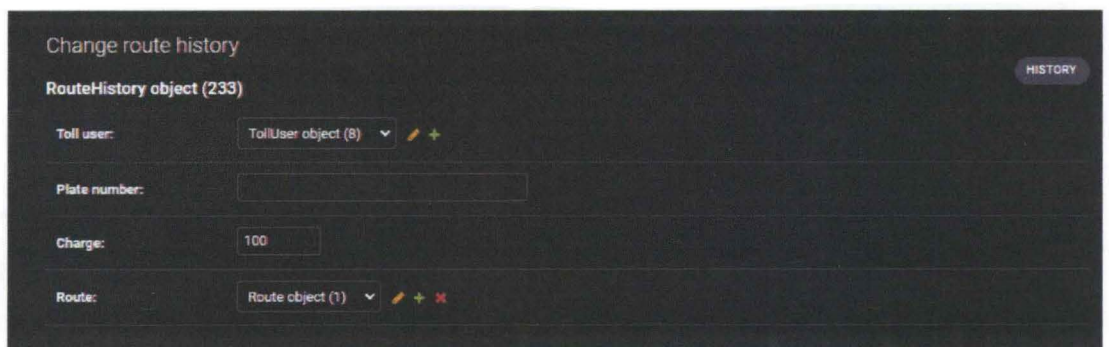 Change route history
HISTORY
RouteHistory object (233)
Toll user:
TollUser object (8)
Plate number:
Charge:
100
Route:
Route object (1)